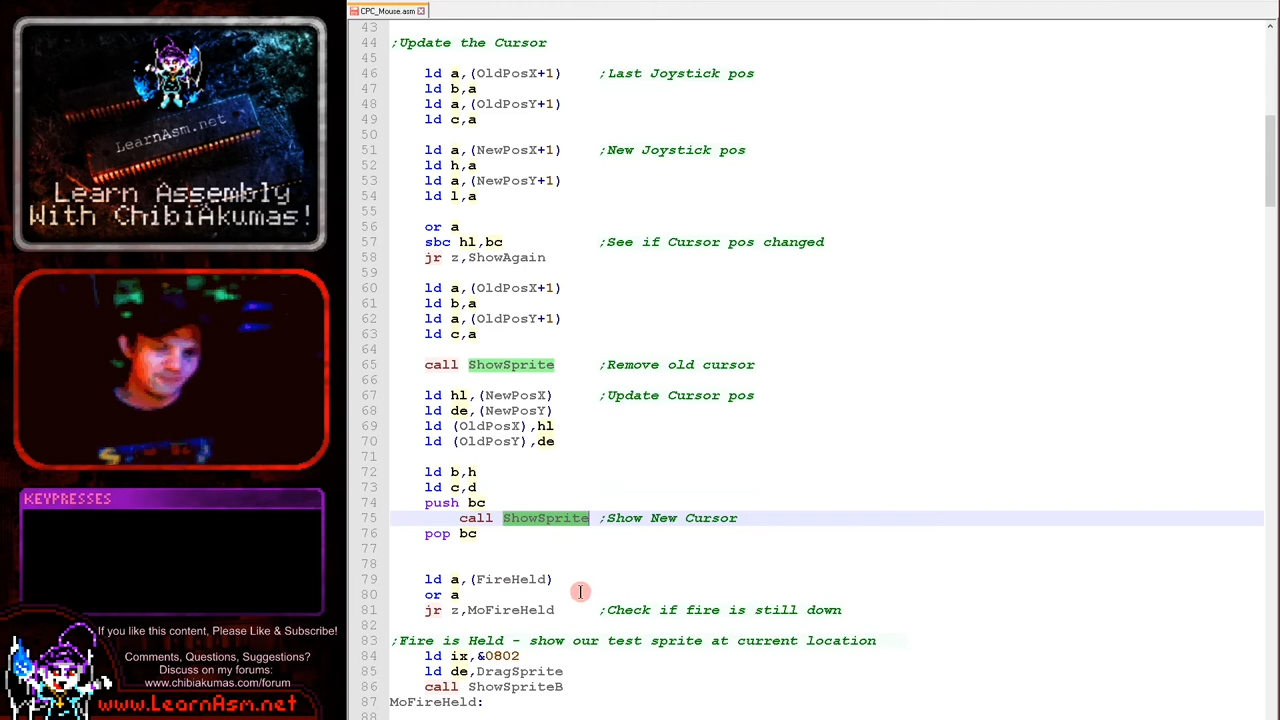 CPC_Mouse.asm
LearnAsm.net
Learn Assembly
With ChibiAkumas!
KEYPRESSES
If you like this content, Please Like & Subscribe!
Comments, Questions, Suggestions?
Discuss on my forums:
www.chibiakumas.com/forum
www.LearnAsm.net
43
44 ;Update the Cursor
45
46 ld a,(OldPosX+1) ;Last Joystick pos
47 ld b,a
48 ld a,(OldPosY+1)
49 ld c,a
50
51 ld a,(NewPosX+1) ;New Joystick pos
52 ld h,a
53 ld a,(NewPosY+1)
54 ld l,a
55
56 or a
57 sbc hl,bc ;See if Cursor pos changed
58 jr z,ShowAgain
59
60 ld a,(OldPosX+1)
61 ld b,a
62 ld a,(OldPosY+1)
63 ld c,a
64
65 call ShowSprite ;Remove old cursor
66
67 ld hl,(NewPosX) ;Update Cursor pos
68 ld de,(NewPosY)
69 ld (OldPosX),hl
70 ld (OldPosY),de
71
72 ld b,h
73 ld c,d
74 push bc
75 call ShowSprite ;Show New Cursor
76 pop bc
77
78
79 ld a,(FireHeld)
80 or a
81 jr z,MoFireHeld ;Check if fire is still down
82
83 ;Fire is Held - show our test sprite at current location
84 ld ix,&0802
85 ld de,DragSprite
86 call ShowSpriteB
87 MoFireHeld:
88